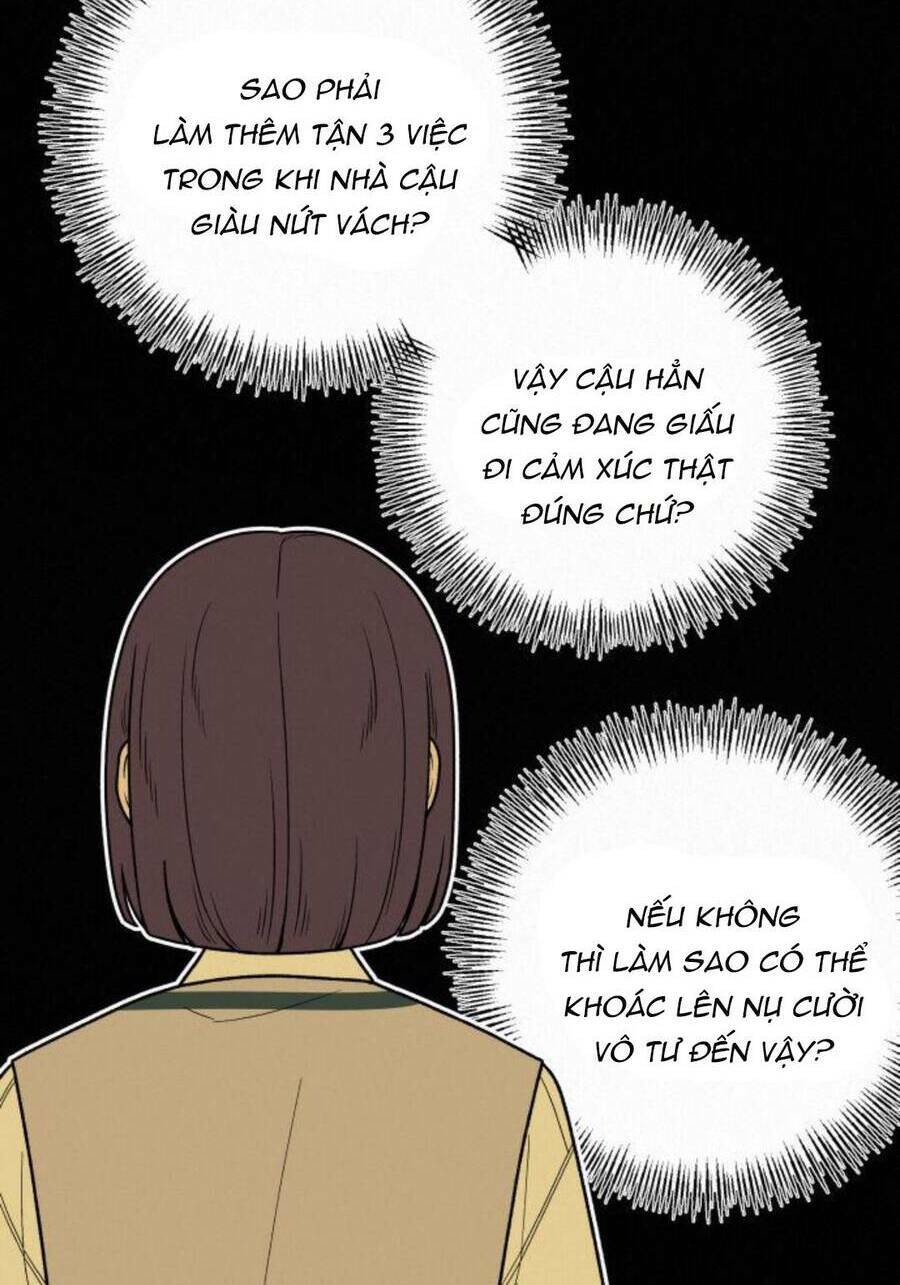 SAO PHẢI
LÀM THÊM TẬN 3 VIỆC
TRONG KHI NHÀ CẬU
GIÀU NỨT VÁCH?
VẬY CẬU HẲN
CŨNG ĐANG GIẤU
ĐI CẢM XÚC THẬT
ĐÚNG CHỨ?
NẾU KHÔNG
THÌ LÀM SAO CÓ THỂ
KHOÁC LÊN NỤ CƯỜI
VÔ TƯ ĐẾN VẬY?